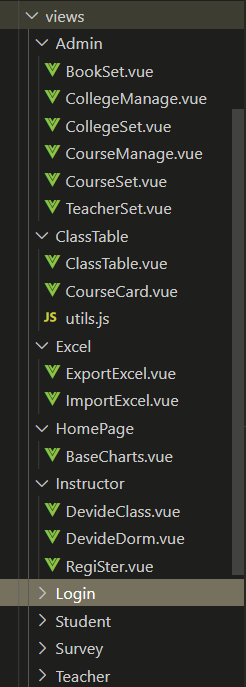 views
Admin
BookSet.vue
CollegeManage.vue
CollegeSet.vue
CourseManage.vue
CourseSet.vue
TeacherSet.vue
ClassTable
ClassTable.vue
CourseCard.vue
JS utils.js
Excel
ExportExcel.vue
ImportExcel.vue
HomePage
BaseCharts.vue
Instructor
DevideClass.vue
DevideDorm.vue
RegiSter.vue
Login
Student
Survey
Teacher